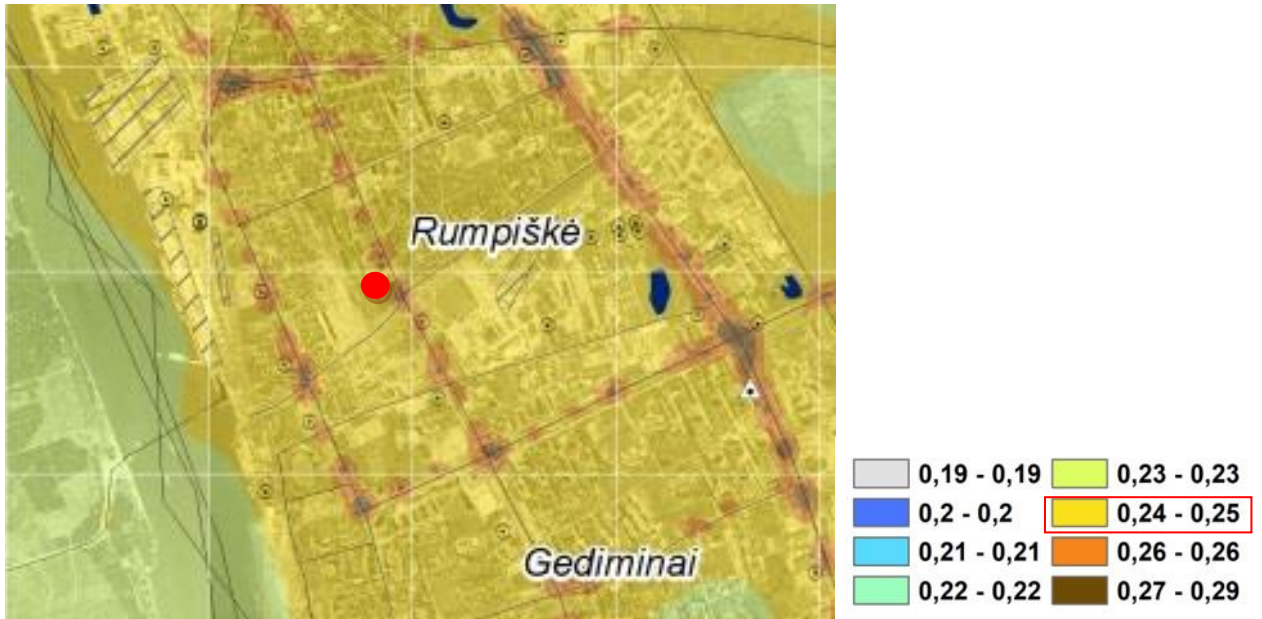 Rumpiškė
Gediminai
0,19 - 0,19
0,2 - 0,2
0,21 - 0,21
0,22 - 0,22
0,23 - 0,23
0,24 - 0,25
0,26 - 0,26
0,27 - 0,29